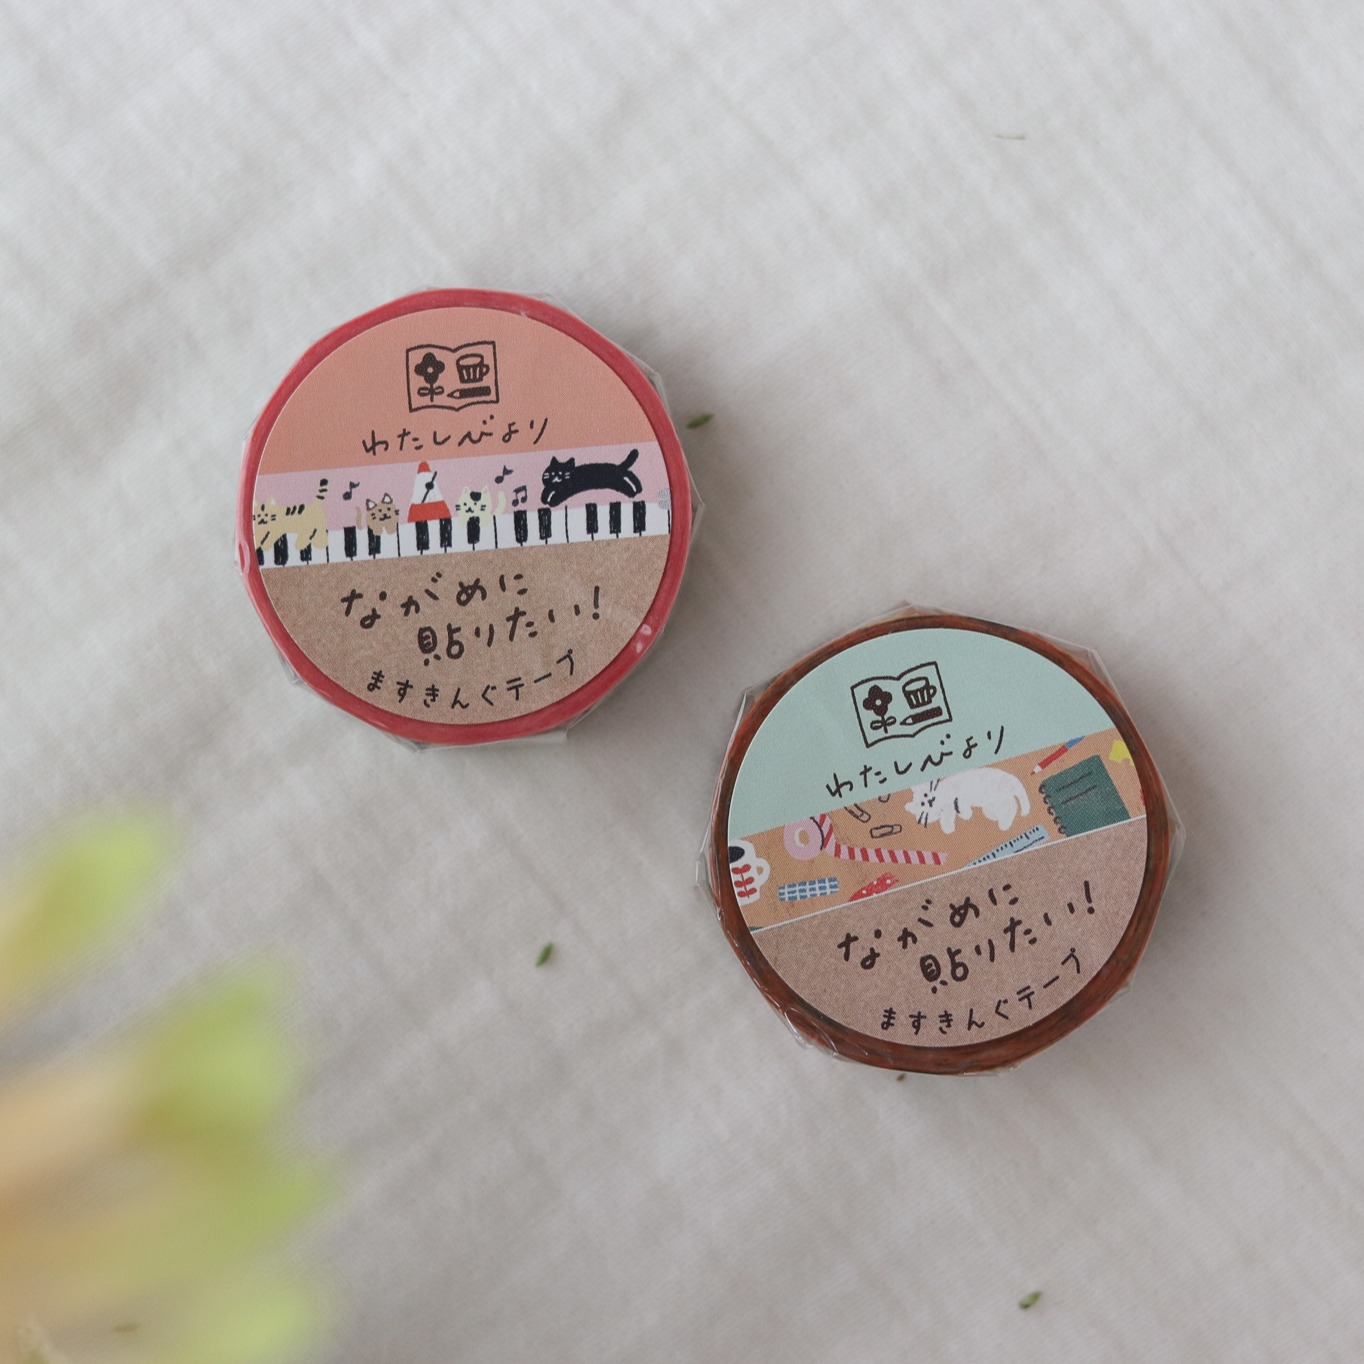 わたしびより
ながめに
貼りたい!
ますきんぐテープ
わたしびより
ながめに
貼りたい!
ますきんぐテープ